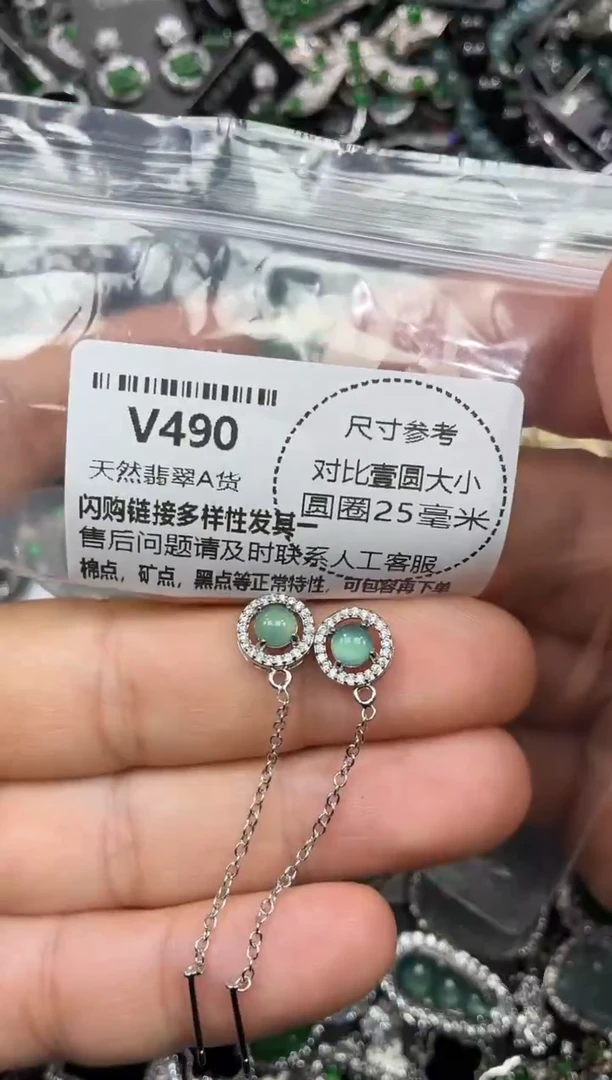 V490
天然翡翠A货
尺寸参考
对比壹圆大小
圆圈25毫米
闪购链接多样性发其一
售后问题请及时联系人工客服
棉点，矿点，黑点等正常特性，可包容再下单